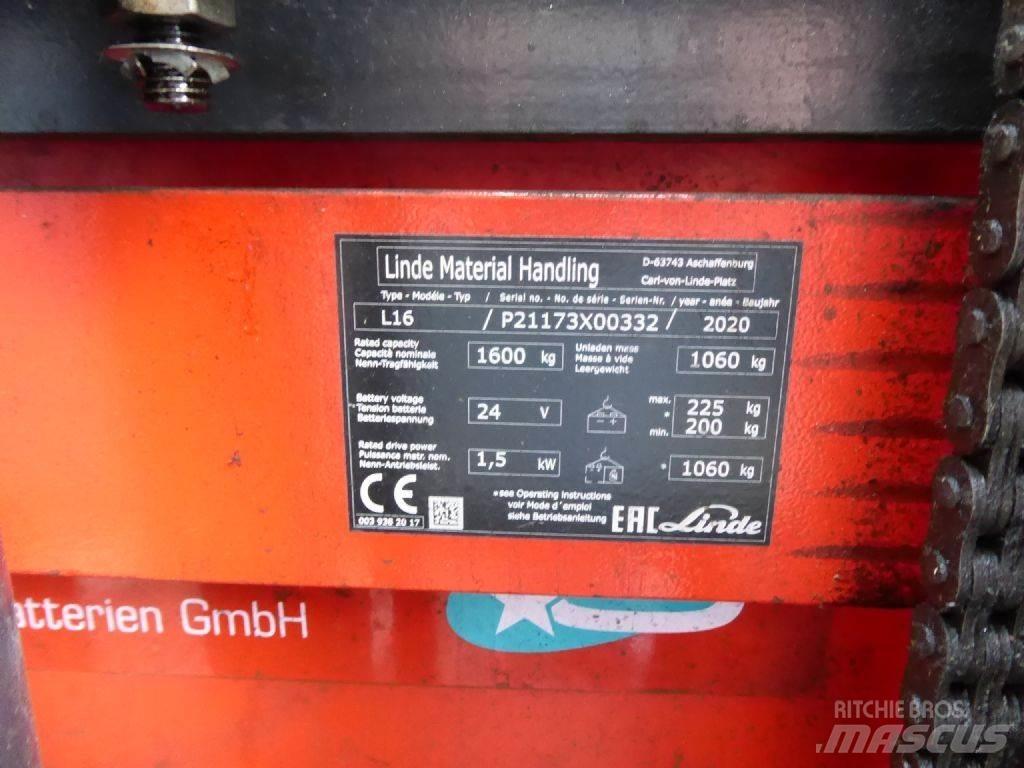 Linde Material Handling
D-63743 Aschaffenburg
Carl-von-Linde-Platz
Type - Modéle - Typ / Serial no. - No. de série - Serien-Nr. / year - anée - Baujahr
L16 / P21173X00332 / 2020
Rated capacity
Capacità nominale
Nenn-Tragfähigkeit
1600 kg
Unladen mass
Masse à vide
Leergewicht
1060 kg
Battery voltage
*Tension batterie
Batteriespannung
24 V
max. 225 kg
*
min. 200 kg
Rated drive power
Puissance motr. nom.
Nenn-Antriebsleist.
1,5 kW
* 1060 kg
*see Operating Instructions
voir Mode d'emploi
siehe Betriebsanleitung
CE
003 936 20 17
EAC Linde
atterien GmbH
RITCHIE BROS.
MASCUS